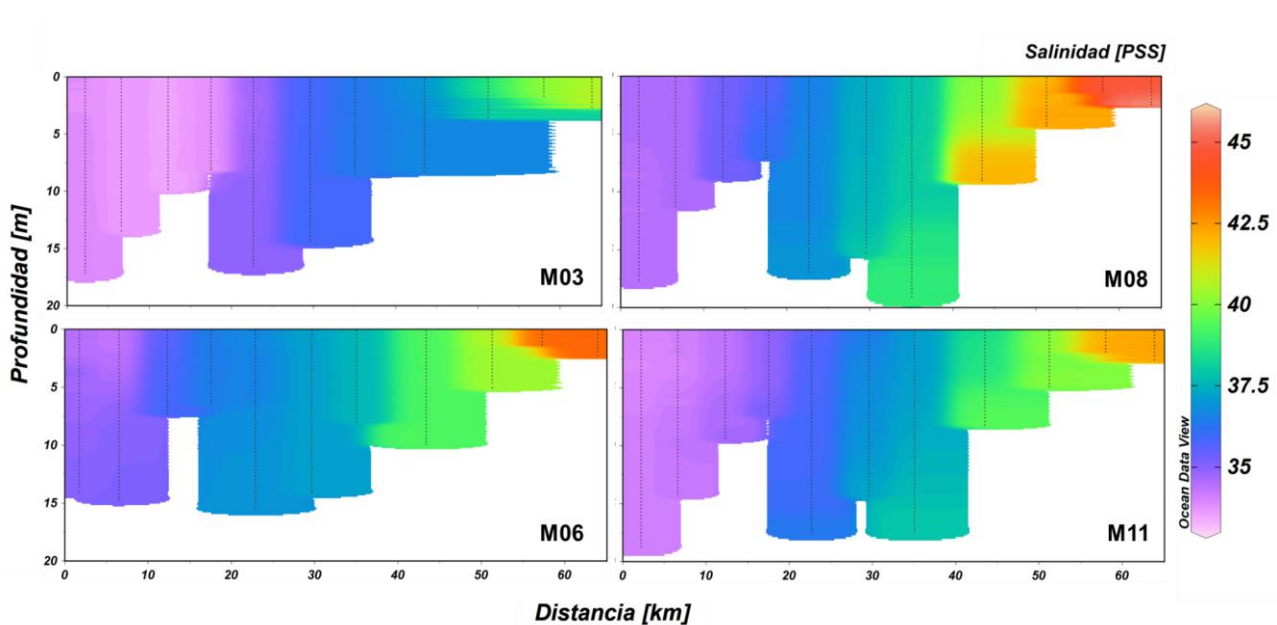 Salinidad [PSS]
0
5
10
15
20
M03
M08
45
42.5
40
37.5
35
Ocean Data View
Profundidad [m]
0
5
10
15
20
M06
M11
0 10 20 30 40 50 60
0 10 20 30 40 50 60
Distancia [km]